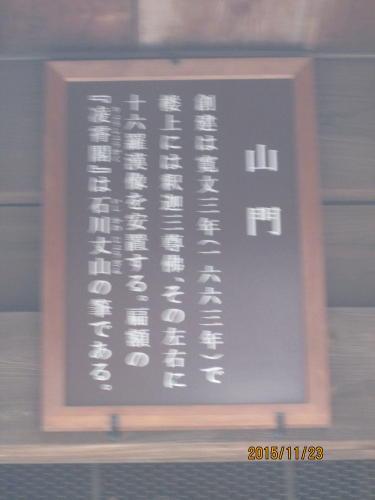 山門
創建は寛文三年(一六六三年)で
楼上には釈迦三尊佛、その左右に
十六羅漢像を安置する。扁額の
『凌霄閣』は石川丈山の筆である。
2015/11/23